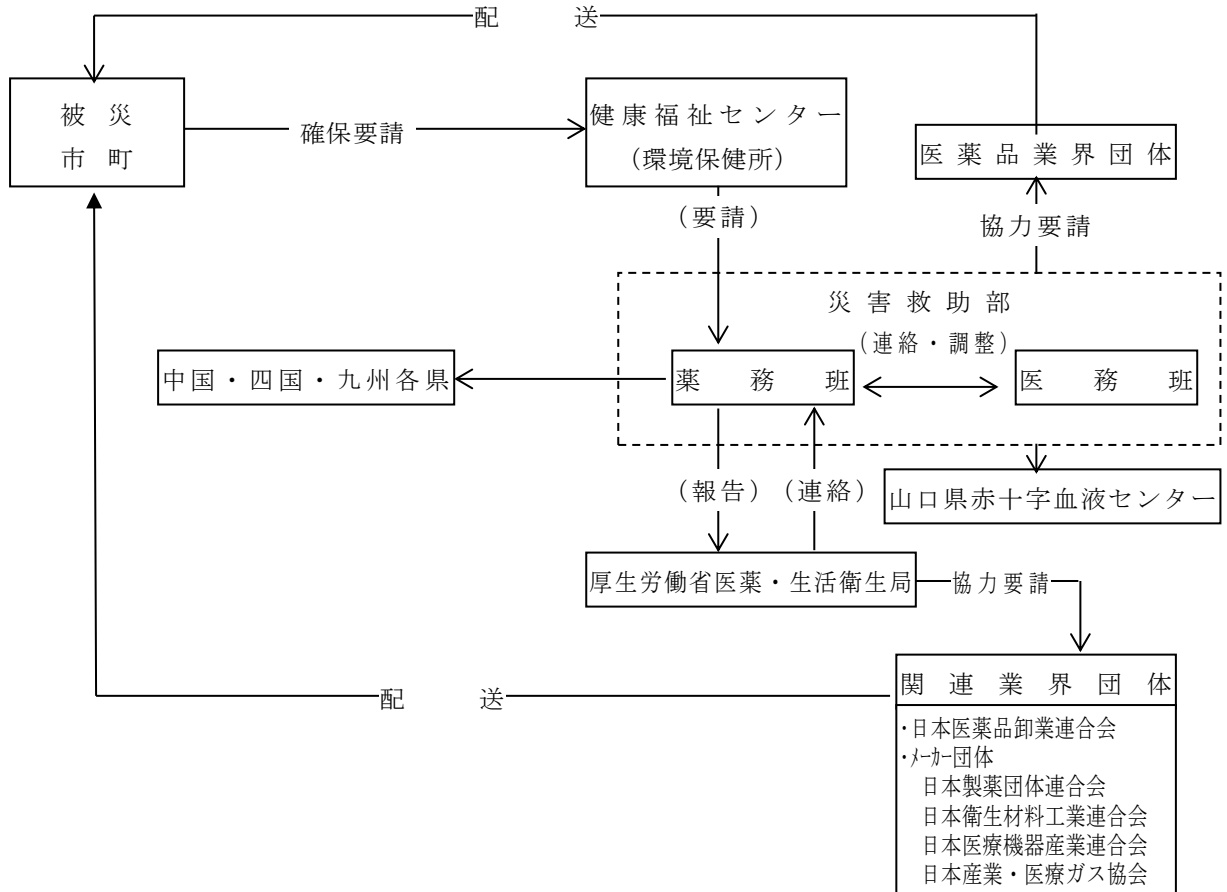 配送
被災
市町
確保要請
健康福祉センター
（環境保健所）
医薬品業界団体
（要請）
協力要請
災害救助部
（連絡・調整）
中国・四国・九州各県
薬務班
医務班
（報告）
（連絡）
山口県赤十字血液センター
厚生労働省医薬・生活衛生局
協力要請
関連業界団体
配送
・日本医薬品卸業連合会
・メーカー団体
日本製薬団体連合会
日本衛生材料工業連合会
日本医療機器産業連合会
日本産業・医療ガス協会